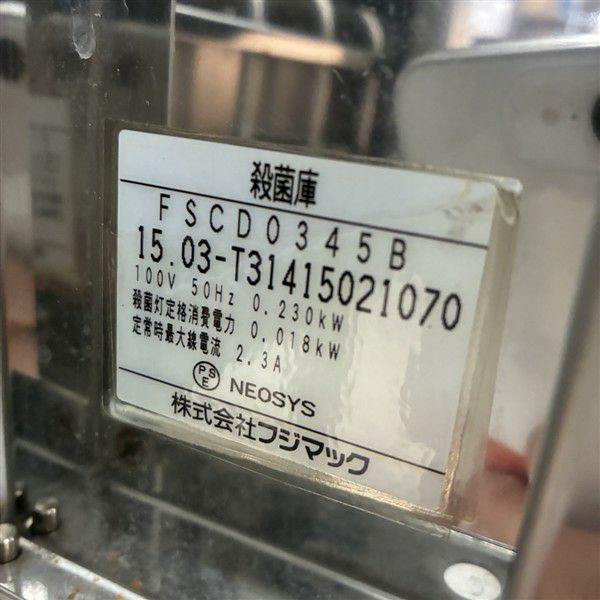 殺菌庫
FSCD0345B
15.03-T31415021070
100V 50Hz 0.230kW
殺菌灯定格消費電力 0.018kW
定常時最大線電流 2.3A
PSE NEOSYS
株式会社フジマック